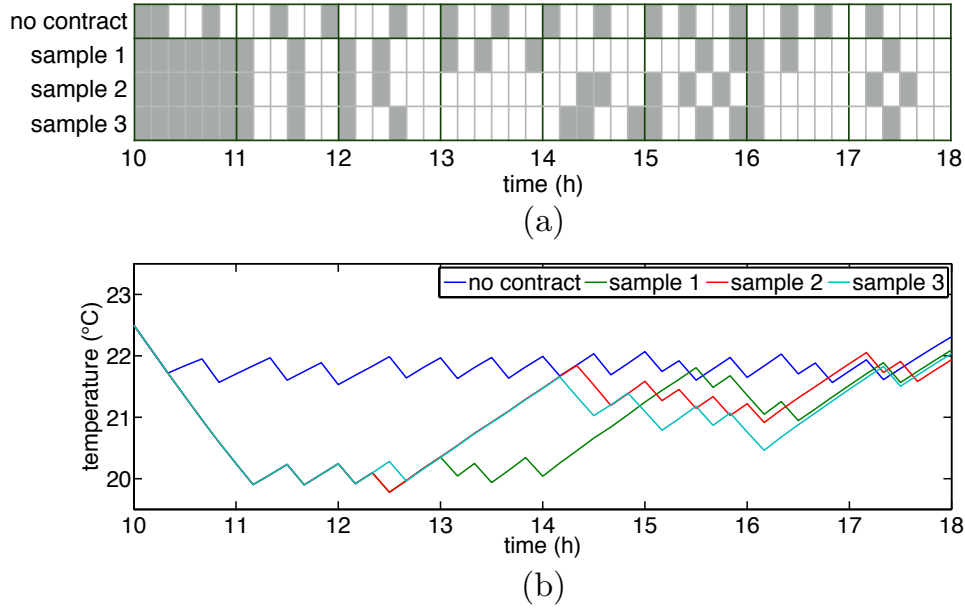 no contract
sample 1
sample 2
sample 3
10 11 12 13 14 15 16 17 18
time (h)
(a)
no contract sample 1 sample 2 sample 3
23
22
21
20
temperature (°C)
10 11 12 13 14 15 16 17 18
time (h)
(b)